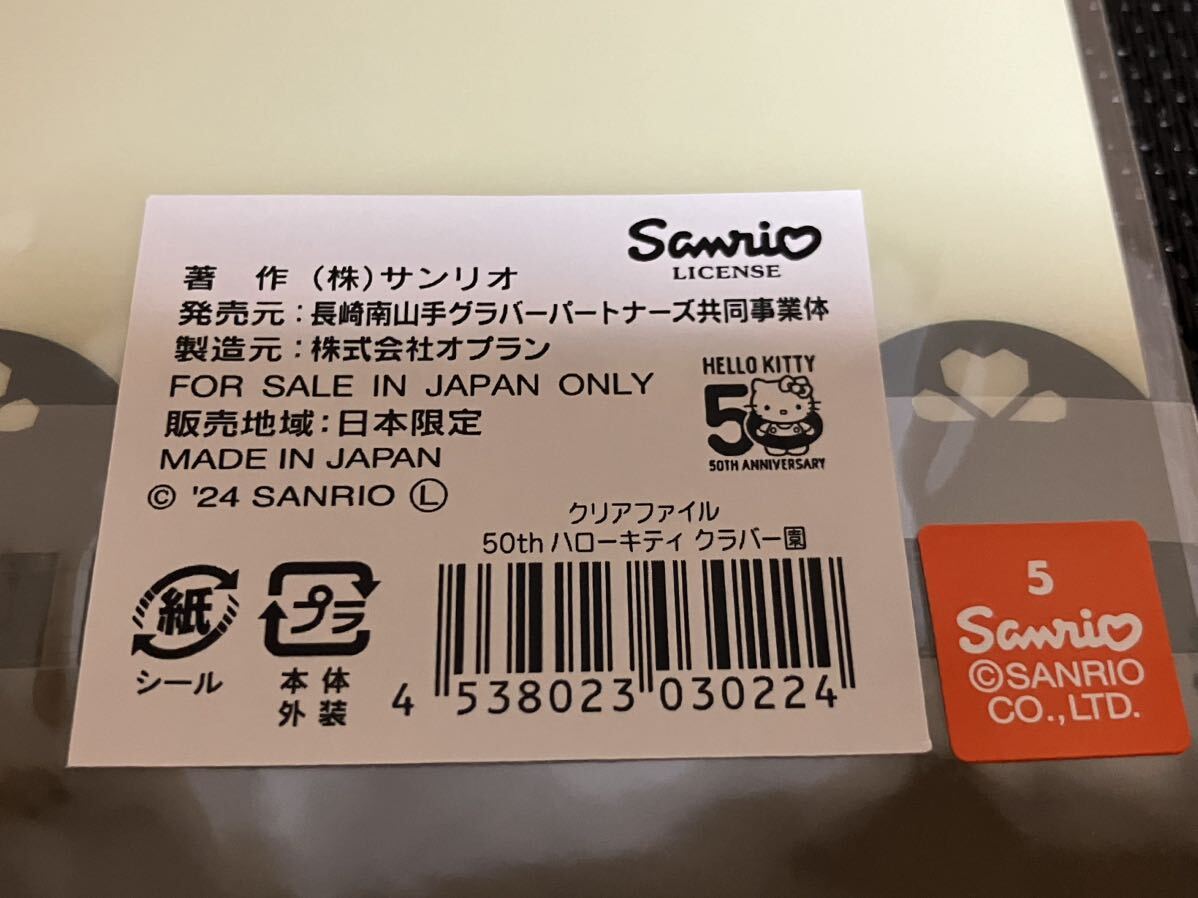 Sanrio
LICENSE
著 作 (株)サンリオ
発売元:長崎南山手グラバーパートナーズ共同事業体
製造元:株式会社オプラン
FOR SALE IN JAPAN ONLY
販売地域:日本限定
MADE IN JAPAN
© '24 SANRIO Ⓛ
HELLO KITTY
50
50TH ANNIVERSARY
クリアファイル
50th ハローキティ クラバー園
紙
シール
プラ
本体
外装
4 538023 030224
5
Sanrio
©SANRIO
CO.,LTD.